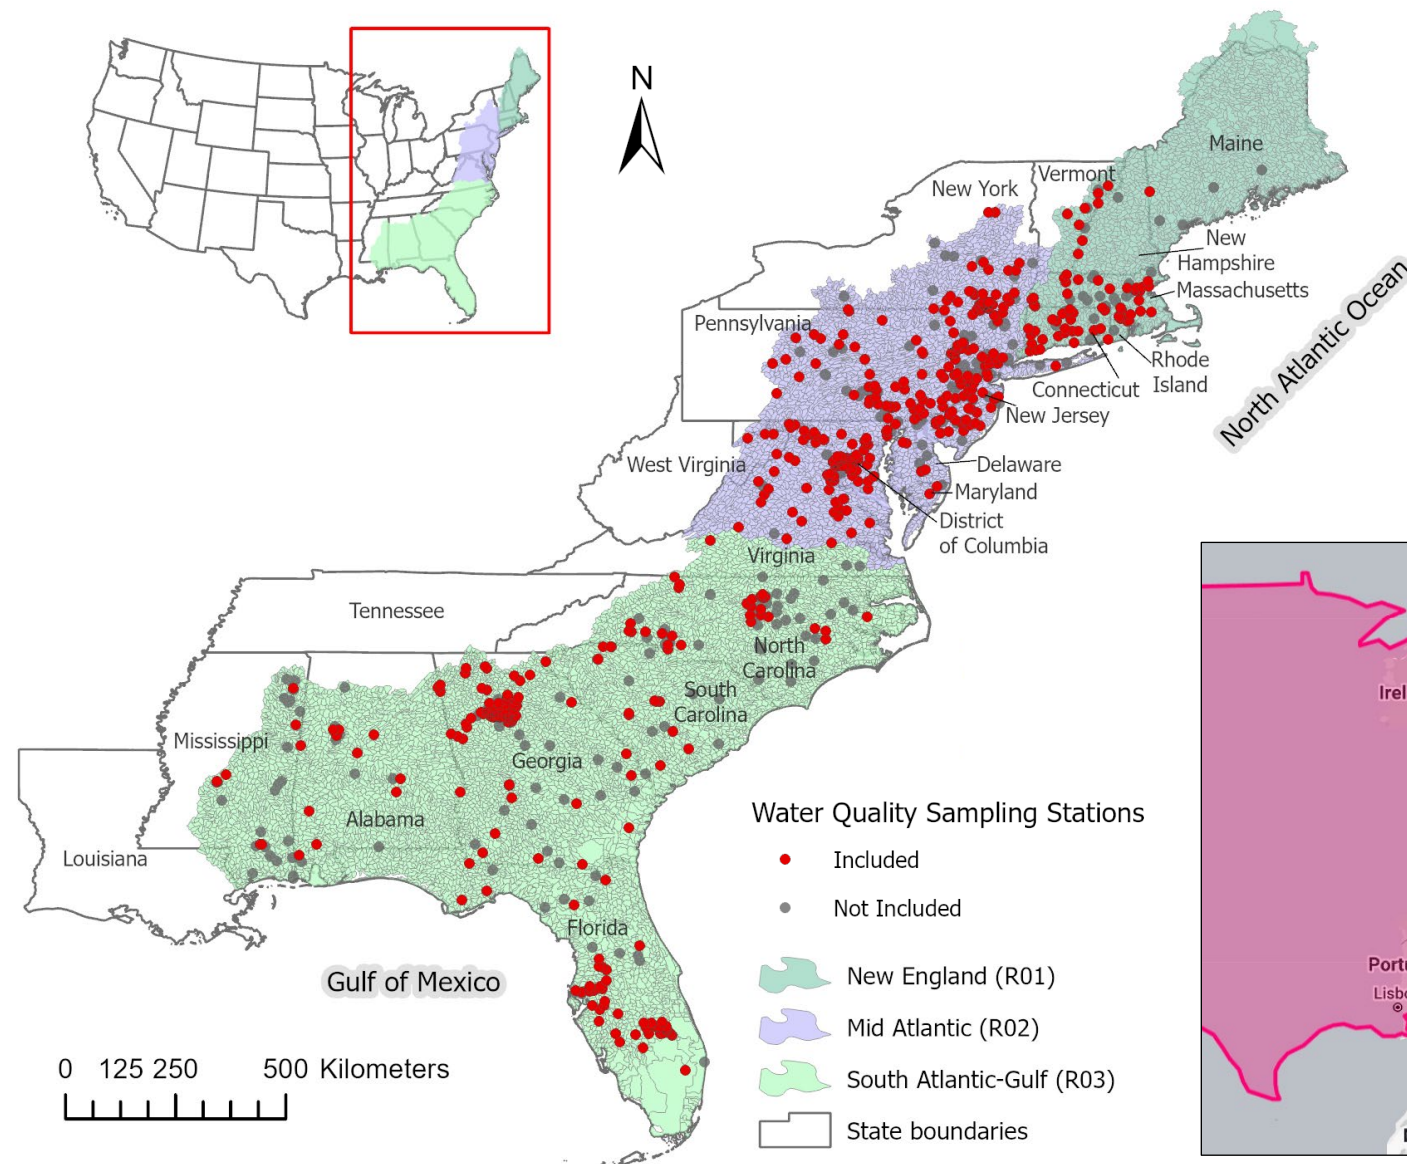 N
Maine
Vermont
New York
New
Hampshire
Massachusetts
North Atlantic Ocean
Pennsylvania
Rhode
Island
Connecticut
New Jersey
West Virginia
Delaware
Maryland
District
of Columbia
Virginia
Tennessee
North
Carolina
South
Carolina
Mississippi
Georgia
Alabama
Louisiana
Florida
Gulf of Mexico
Water Quality Sampling Stations
Included
Not Included
New England (R01)
Mid Atlantic (R02)
South Atlantic-Gulf (R03)
State boundaries
0 125 250 500 Kilometers
Irel
Portu
Lisbo